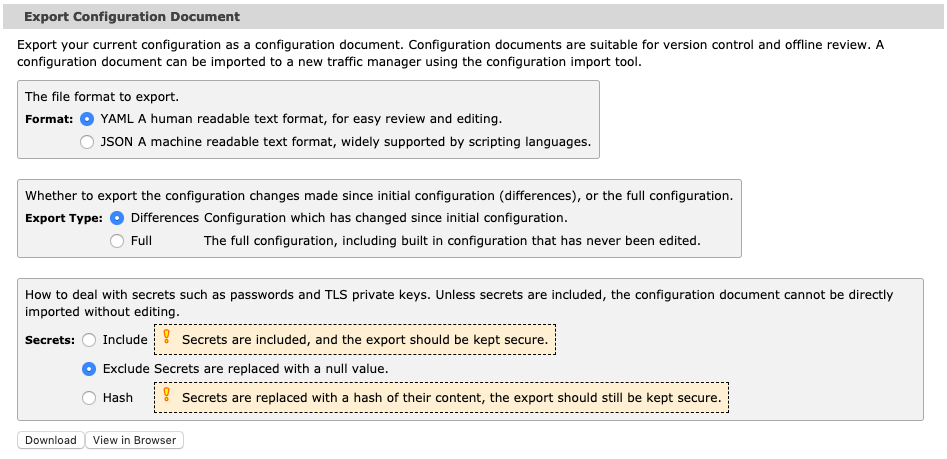 Export Configuration Document
Export your current configuration as a configuration document. Configuration documents are suitable for version control and offline review. A
configuration document can be imported to a new traffic manager using the configuration import tool.
The file format to export.
Format: YAML A human readable text format, for easy review and editing.
JSON A machine readable text format, widely supported by scripting languages.
Whether to export the configuration changes made since initial configuration (differences), or the full configuration.
Export Type: Differences Configuration which has changed since initial configuration.
Full The full configuration, including built in configuration that has never been edited.
How to deal with secrets such as passwords and TLS private keys. Unless secrets are included, the configuration document cannot be directly
imported without editing.
Secrets: Include Secrets are included, and the export should be kept secure.
Exclude Secrets are replaced with a null value.
Hash Secrets are replaced with a hash of their content, the export should still be kept secure.
Download View in Browser